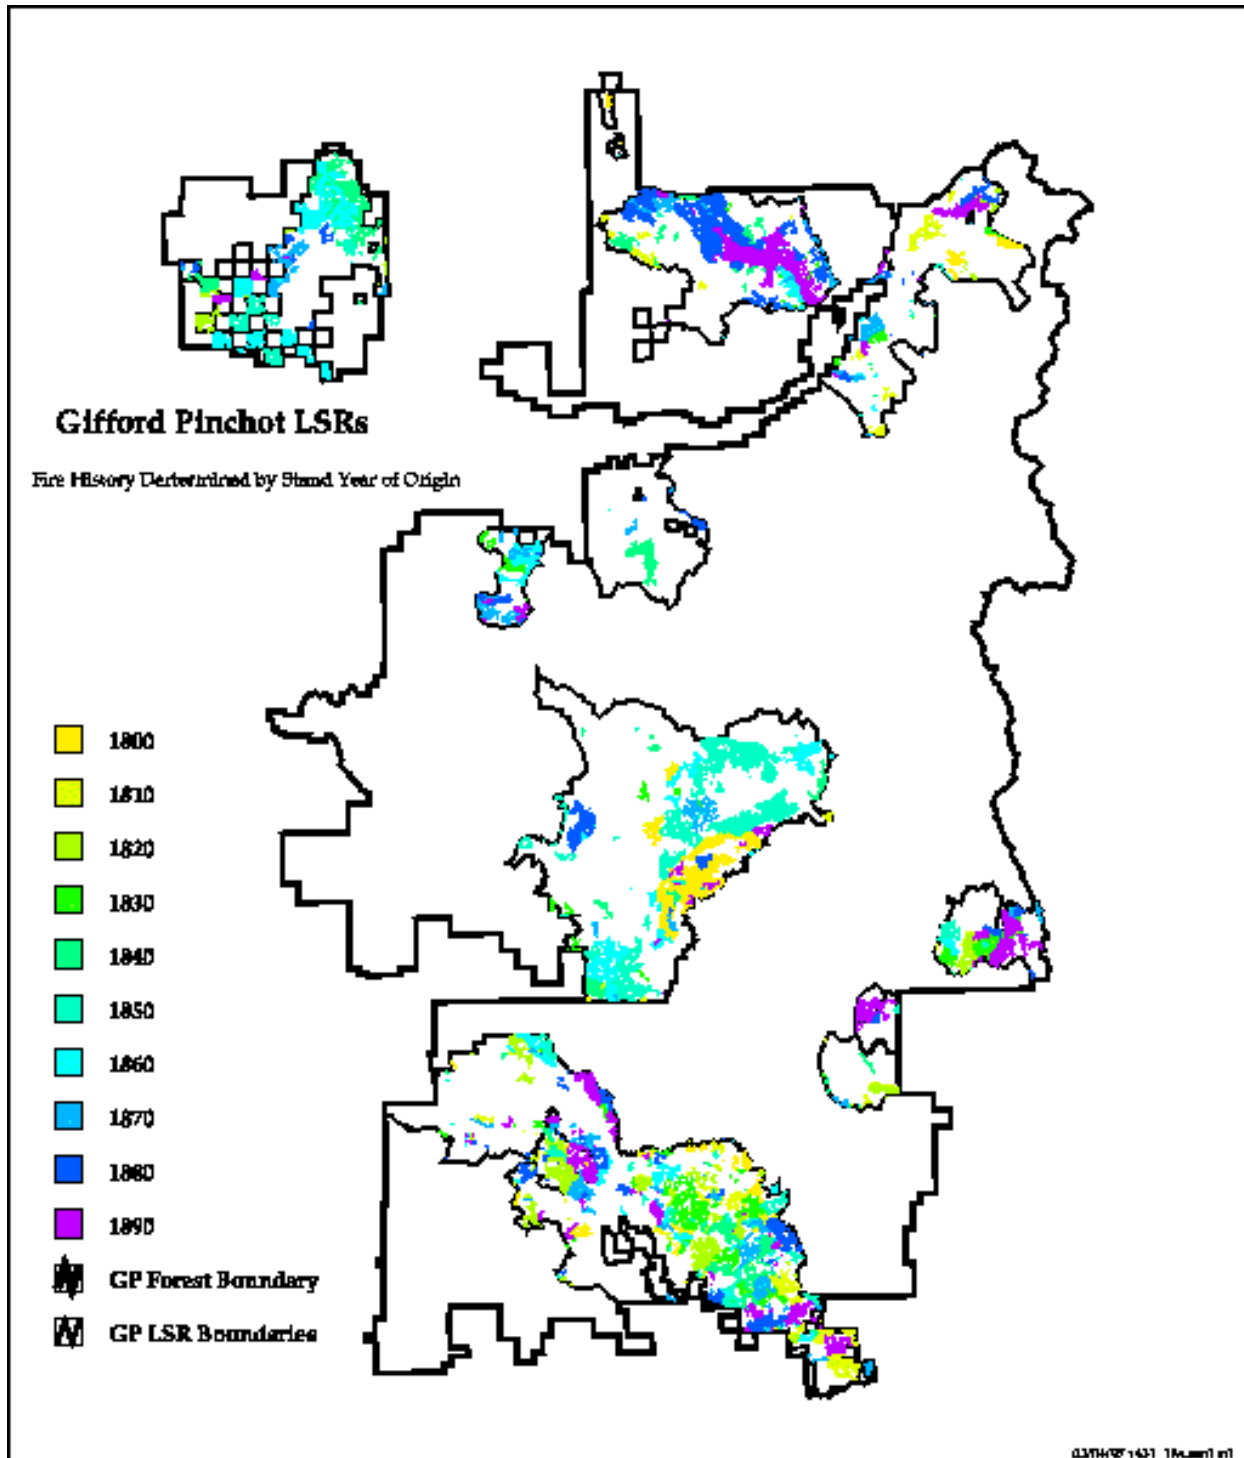 Gifford Pinchot LSRs
Fire History Dertermined by Stand Year of Origin
1800
1810
1820
1830
1840
1850
1860
1870
1880
1890
GP Forest Boundary
GP LSR Boundaries